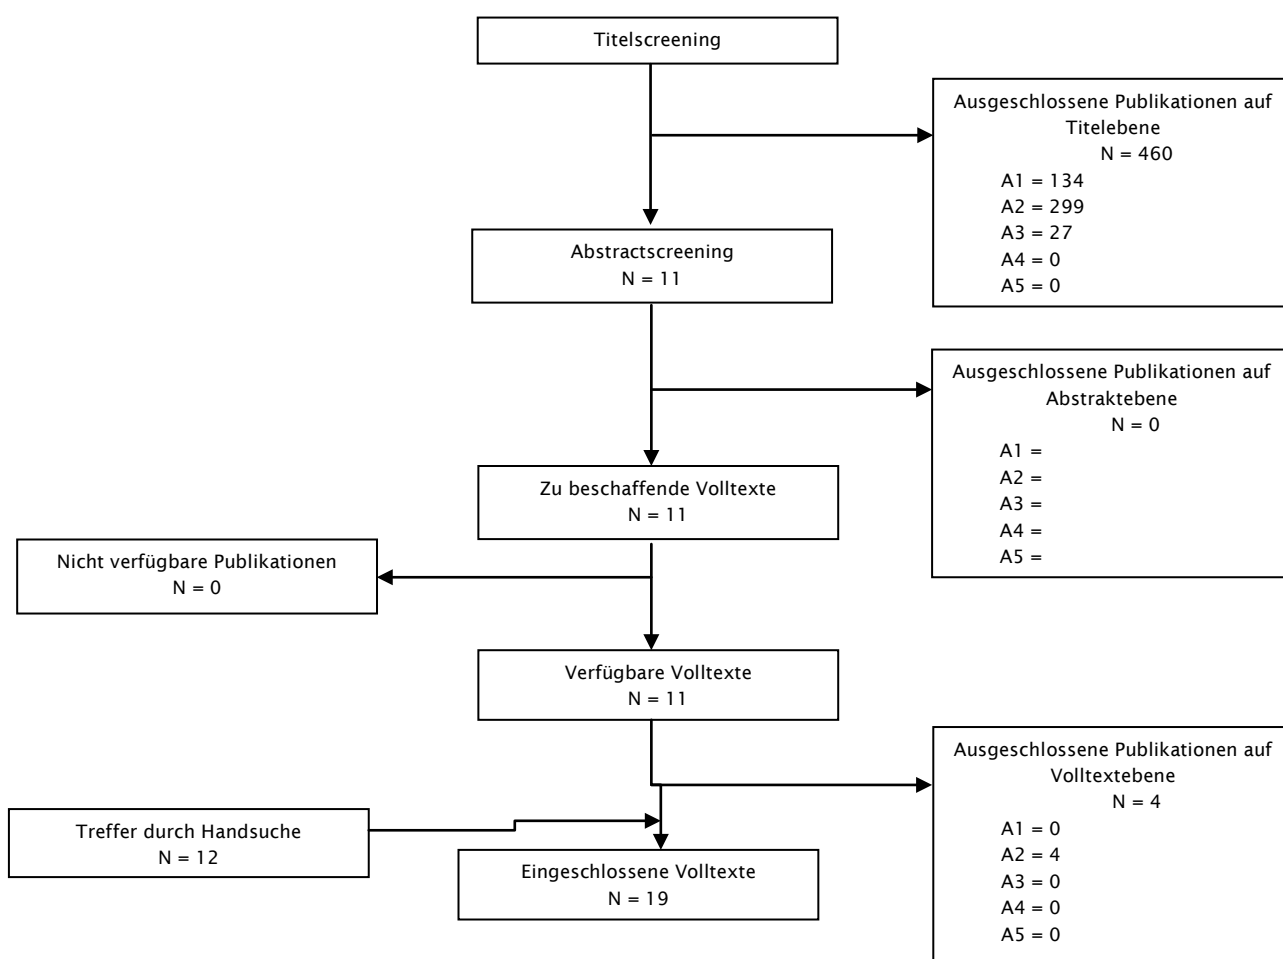 Titelscreening
Ausgeschlossene Publikationen auf
Titelebene
N = 460
A1 = 134
A2 = 299
A3 = 27
A4 = 0
A5 = 0
Abstractscreening
N = 11
Ausgeschlossene Publikationen auf
Abstraktebene
N = 0
A1 =
A2 =
A3 =
A4 =
A5 =
Zu beschaffende Volltexte
N = 11
Nicht verfügbare Publikationen
N = 0
Verfügbare Volltexte
N = 11
Ausgeschlossene Publikationen auf
Volltextebene
N = 4
A1 = 0
A2 = 4
A3 = 0
A4 = 0
A5 = 0
Treffer durch Handsuche
N = 12
Eingeschlossene Volltexte
N = 19